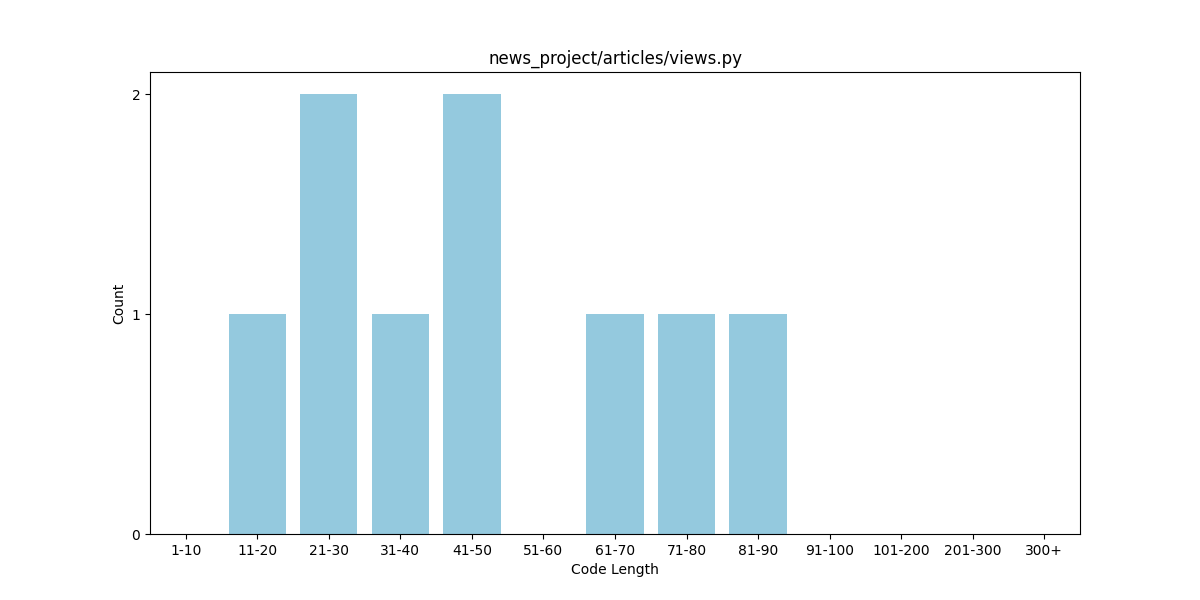 news_project/articles/views.py
Count
2
1
0
1-10 11-20 21-30 31-40 41-50 51-60 61-70 71-80 81-90 91-100 101-200 201-300 300+
Code Length